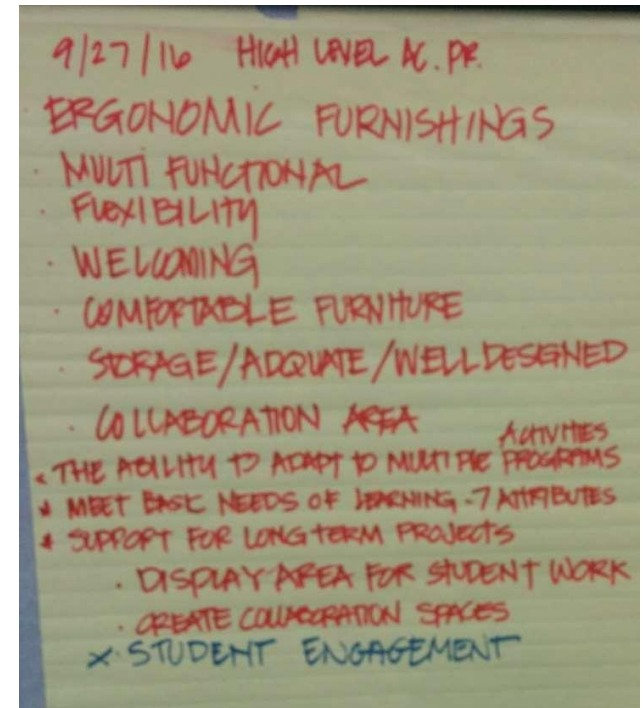 9/27/16 HIGH LEVEL AC. PR.
· ERGONOMIC FURNISHINGS
· MULTI FUNCTIONAL
· FLEXIBILITY
· WELCOMING
· COMFORTABLE FURNITURE
· STORAGE/ADQUATE/WELL DESIGNED
· COLLABORATION AREA
ACTIVITIES
* THE ABILITY TO ADAPT TO MULTIPLE PROGRAMS
* MEET BASIC NEEDS OF LEARNING - 7 ATTRIBUTES
* SUPPORT FOR LONG TERM PROJECTS
· DISPLAY AREA FOR STUDENT WORK
· CREATE COLLABORATION SPACES
x · STUDENT ENGAGEMENT